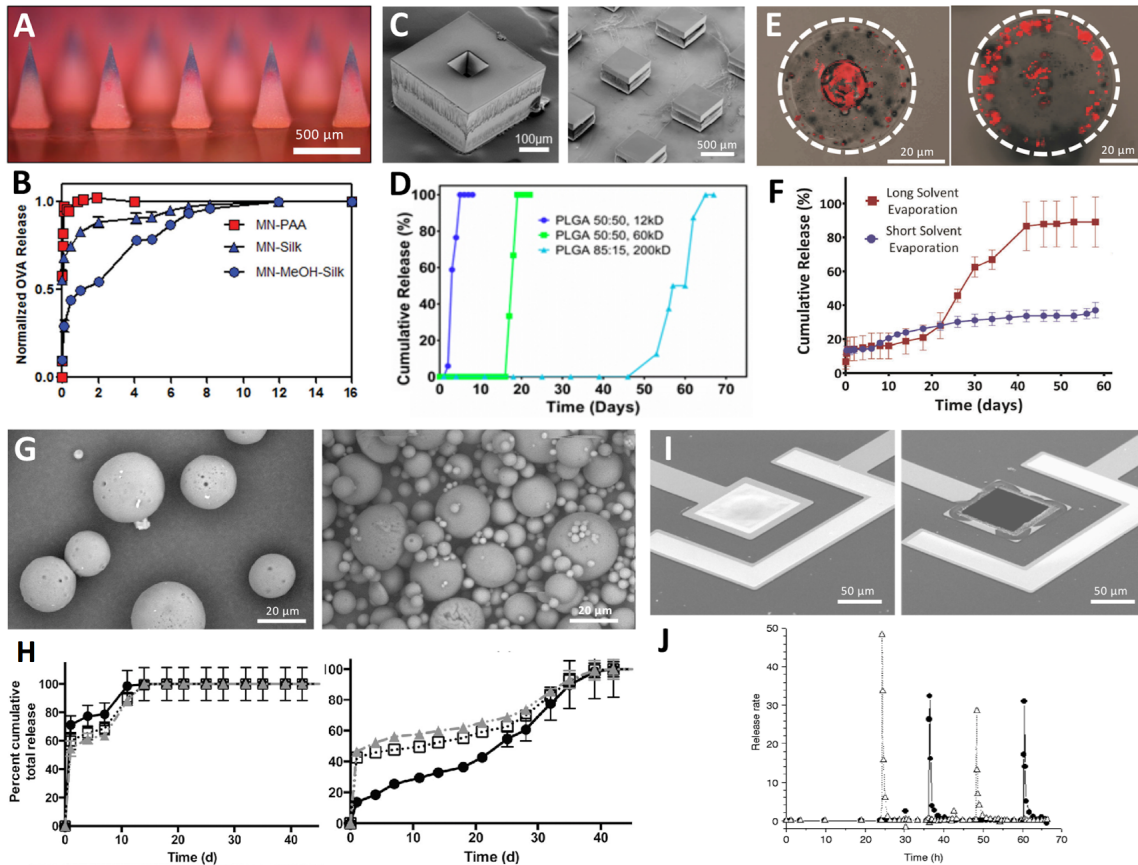 A
500 μm
B
Normalized OVA Release
1.0
0.5
0.0
MN-PAA
MN-Silk
MN-MeOH-Silk
0 2 4 6 8 10 12 14 16
C
100μm
500 μm
D
Cumulative Release (%)
100
80
60
40
20
0
PLGA 50:50, 12kD
PLGA 50:50, 60kD
PLGA 85:15, 200kD
0 10 20 30 40 50 60 70
Time (Days)
E
20 μm
20 μm
F
Cumulative Release (%)
100
80
60
40
20
0
Long Solvent
Evaporation
Short Solvent
Evaporation
0 10 20 30 40 50 60
Time (days)
G
20 μm
20 μm
H
Percent cumulative
total release
100
80
60
40
20
0
0 10 20 30 40
Time (d)
100
80
60
40
20
0
0 10 20 30 40
Time (d)
I
50 μm
50 μm
J
Release rate
50
40
30
20
10
0
0 10 20 30 40 50 60 70
Time (h)